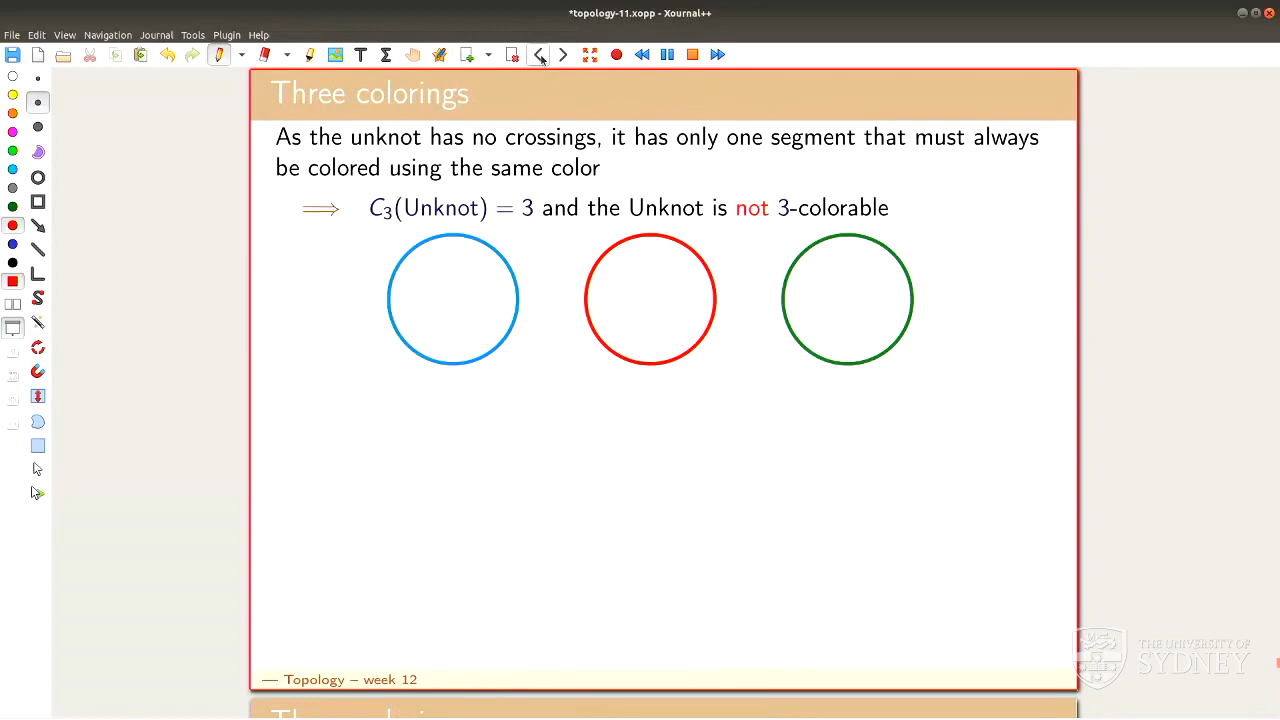 *topology-11.xopp - Xournal++
File Edit View Navigation Journal Tools Plugin Help
Three colorings
As the unknot has no crossings, it has only one segment that must always
be colored using the same color
⟹ C₃(Unknot) = 3 and the Unknot is not 3-colorable
THE UNIVERSITY OF
SYDNEY
— Topology – week 12